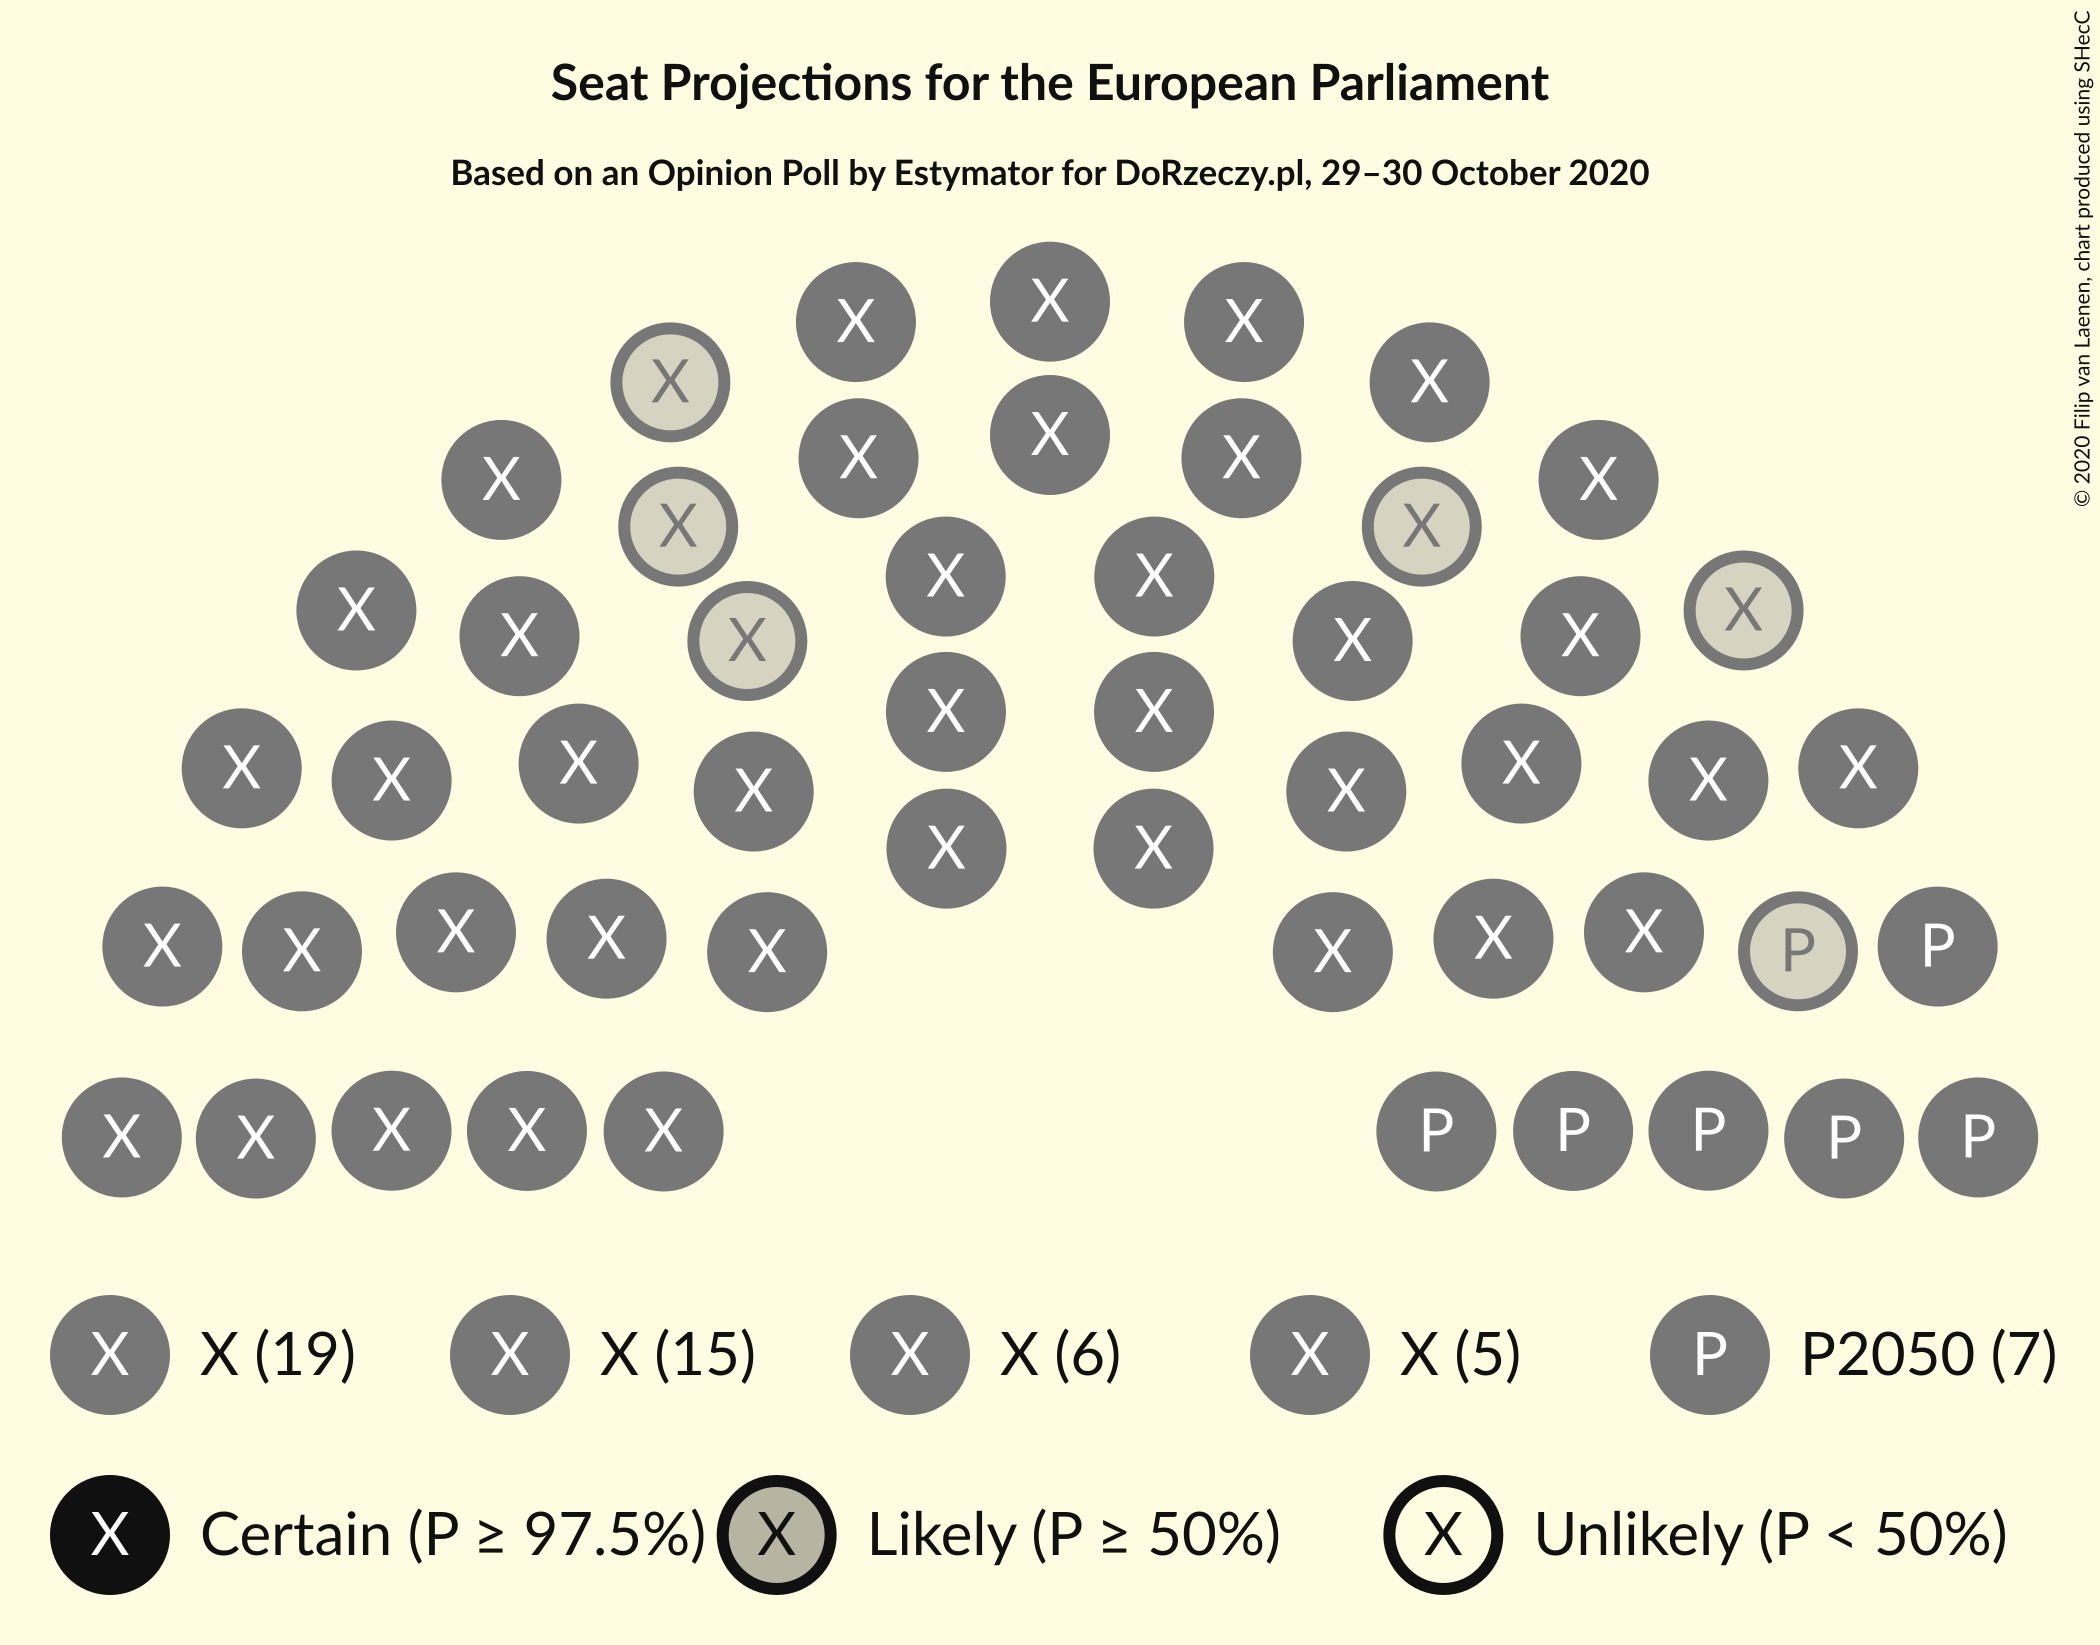 Seat Projections for the European Parliament
Based on an Opinion Poll by Estymator for DoRzeczy.pl, 29–30 October 2020
© 2020 Filip van Laenen, chart produced using SHecC
X
X X
X X
X
X X
X X
X X
X X
X X
X X X X
X X
X X
X X
X X X X
X X X X
X X X X X X P P
X X
X X X X X P P P P P
X X (19) X X (15) X X (6) X X (5) P P2050 (7)
X Certain (P ≥ 97.5%) X Likely (P ≥ 50%) X Unlikely (P < 50%)